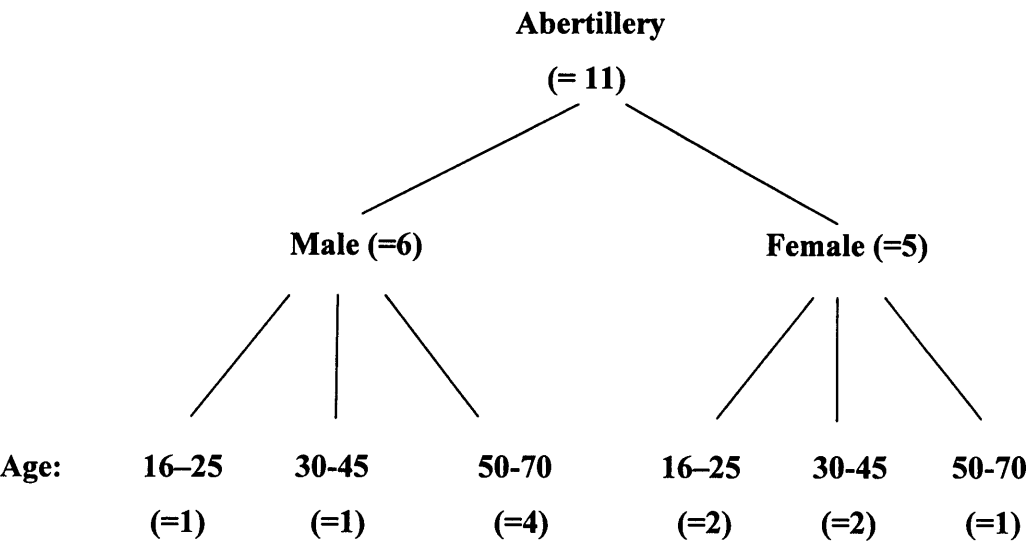 Abertillery
(= 11)
Male (=6) Female (=5)
Age: 16–25 30-45 50-70 16–25 30-45 50-70
(=1) (=1) (=4) (=2) (=2) (=1)